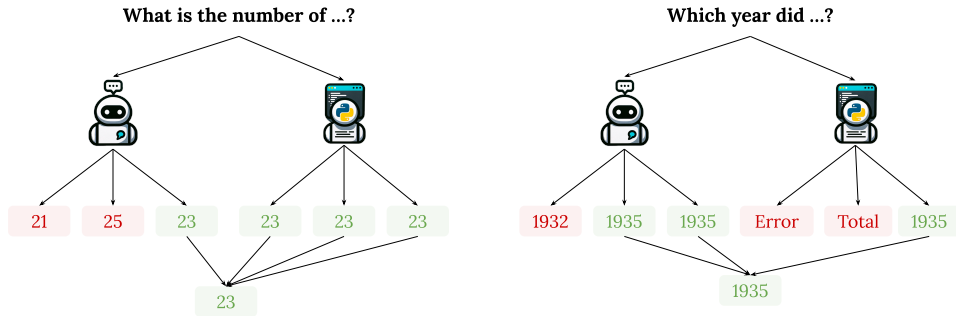 What is the number of ...?
Which year did ...?
21 25 23 23 23 23
1932 1935 1935 Error Total 1935
23
1935